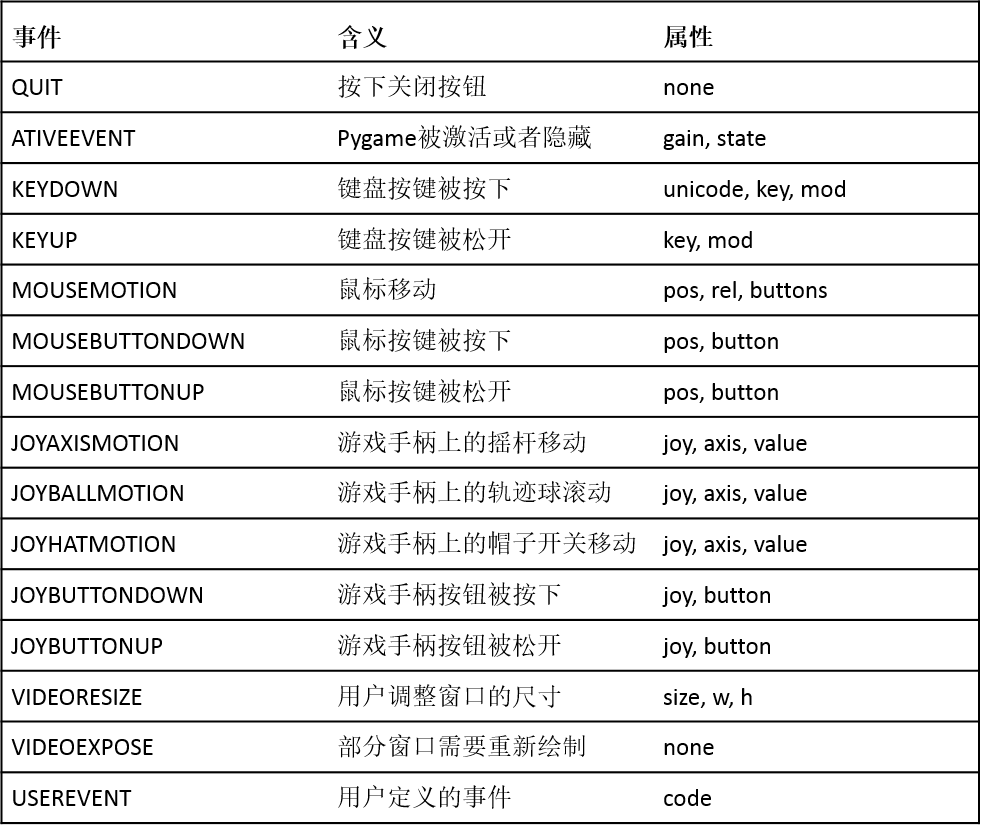 事件 含义 属性
QUIT 按下关闭按钮 none
ATIVEEVENT Pygame被激活或者隐藏 gain, state
KEYDOWN 键盘按键被按下 unicode, key, mod
KEYUP 键盘按键被松开 key, mod
MOUSEMOTION 鼠标移动 pos, rel, buttons
MOUSEBUTTONDOWN 鼠标按键被按下 pos, button
MOUSEBUTTONUP 鼠标按键被松开 pos, button
JOYAXISMOTION 游戏手柄上的摇杆移动 joy, axis, value
JOYBALLMOTION 游戏手柄上的轨迹球滚动 joy, axis, value
JOYHATMOTION 游戏手柄上的帽子开关移动 joy, axis, value
JOYBUTTONDOWN 游戏手柄按钮被按下 joy, button
JOYBUTTONUP 游戏手柄按钮被松开 joy, button
VIDEORESIZE 用户调整窗口的尺寸 size, w, h
VIDEOEXPOSE 部分窗口需要重新绘制 none
USEREVENT 用户定义的事件 code